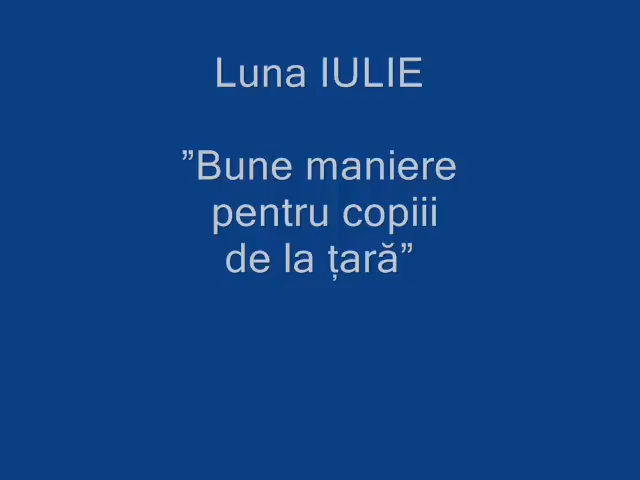 Luna IULIE
”Bune maniere
pentru copiii
de la țară”